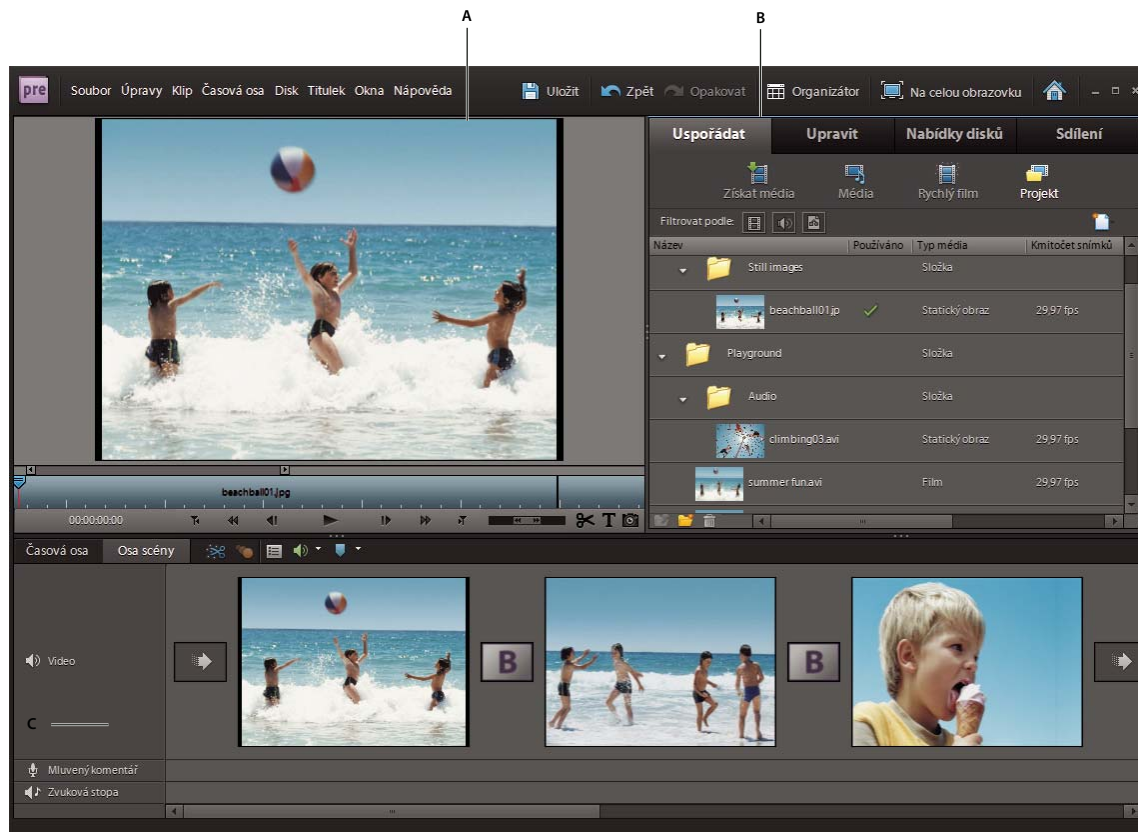 A B
pre Soubor Úpravy Klip Časová osa Disk Titulek Okna Nápověda Uložit Zpět Opakovat Organizátor Na celou obrazovku
Uspořádat Upravit Nabídky disků Sdílení
Získat média Média Rychlý film Projekt
Filtrovat podle:
Název Používáno Typ média Kmitočet snímků
Still images Složka
beachball01.jp Statický obraz 29,97 fps
Playground Složka
Audio Složka
climbing03.avi Statický obraz 29,97 fps
summer fun.avi Film 29,97 fps
beachball01.jpg
00:00:00:00
T
Časová osa Osa scény
Video
B B
C
Mluvený komentář
Zvuková stopa